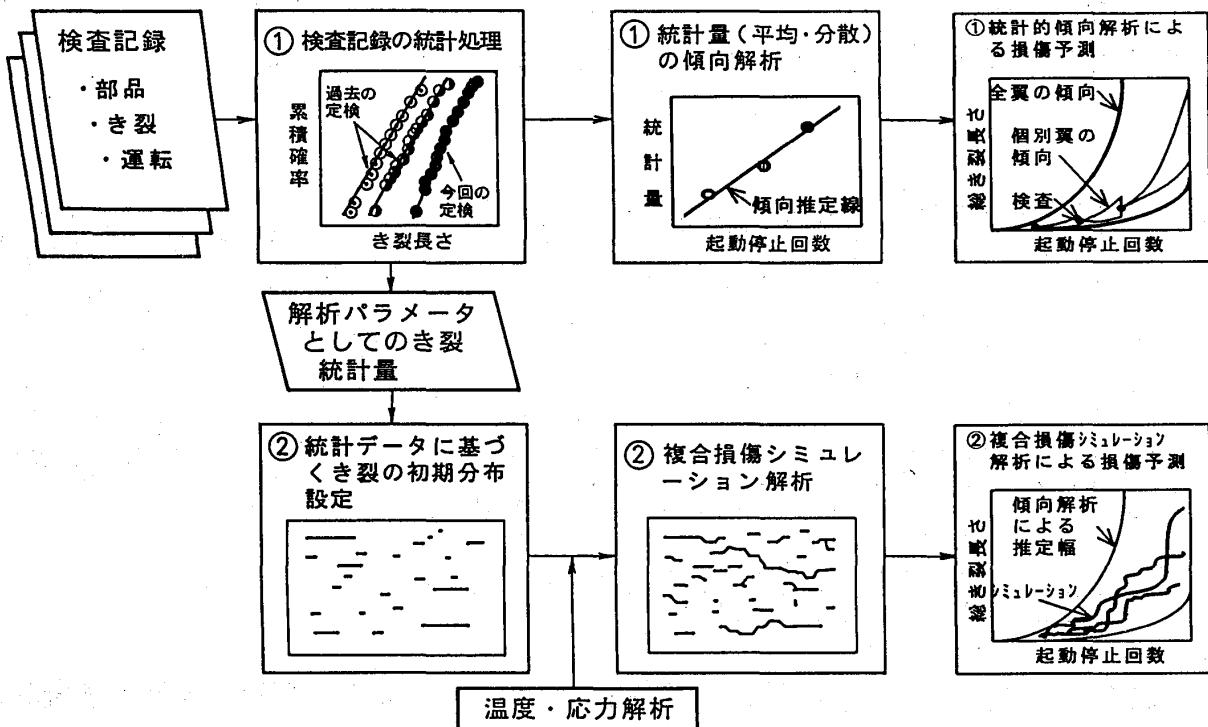 検査記録
・部品
・き裂
・運転
① 検査記録の統計処理
過去の
定検
今回の
定検
累積確率
き裂長さ
① 統計量(平均・分散)
の傾向解析
統計量
傾向推定線
起動停止回数
①統計的傾向解析によ
る損傷予測
全翼の傾向
個別翼の
傾向
検査
総き裂長さ
起動停止回数
解析パラメータ
としてのき裂
統計量
② 統計データに基づ
くき裂の初期分布
設定
② 複合損傷シミュレ
ーション解析
②複合損傷シミュレーション
解析による損傷予測
傾向解析
による
推定幅
シミュレーション
総き裂長さ
起動停止回数
温度・応力解析